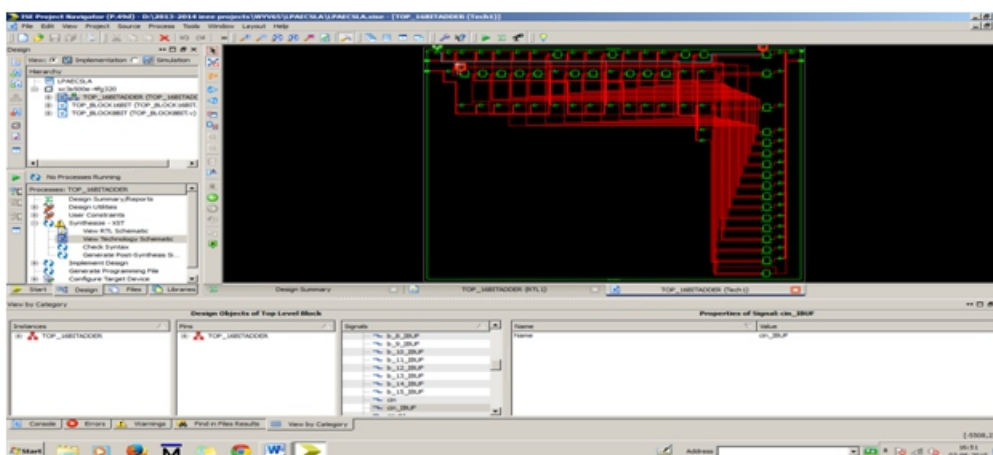 ISE Project Navigator (P.49d) - D:\2013-2014 ieee projects\WYV65\LPAECSLA\LPAECSLA.xise - [TOP_16BITADDER (Tech1)]
File Edit View Project Source Process Tools Window Layout Help
Design
View: Implementation Simulation
Hierarchy
LPAECSLA
xc3s500e-4fg320
TOP_16BITADDER (TOP_16BITADD
TOP_BLOCK16BIT (TOP_BLOCK16BIT.
TOP_BLOCK8BIT (TOP_BLOCK8BIT.v)
No Processes Running
Processes: TOP_16BITADDER
Design Summary/Reports
Design Utilities
User Constraints
Synthesize - XST
View RTL Schematic
View Technology Schematic
Check Syntax
Generate Post-Synthesis Si...
Implement Design
Generate Programming File
Configure Target Device
Start Design Files Libraries
Design Summary
TOP_16BITADDER (RTL1)
TOP_16BITADDER (Tech1)
View by Category
Design Objects of Top Level Block
Properties of Signal: cin_IBUF
Instances
Pins
Signals
Name
Value
TOP_16BITADDER
TOP_16BITADDER
b_8_IBUF
b_9_IBUF
b_10_IBUF
b_11_IBUF
b_12_IBUF
b_13_IBUF
b_14_IBUF
b_15_IBUF
cin
cin_IBUF
Name
cin_IBUF
Console Errors Warnings Find in Files Results View by Category
Start
Address
16:51